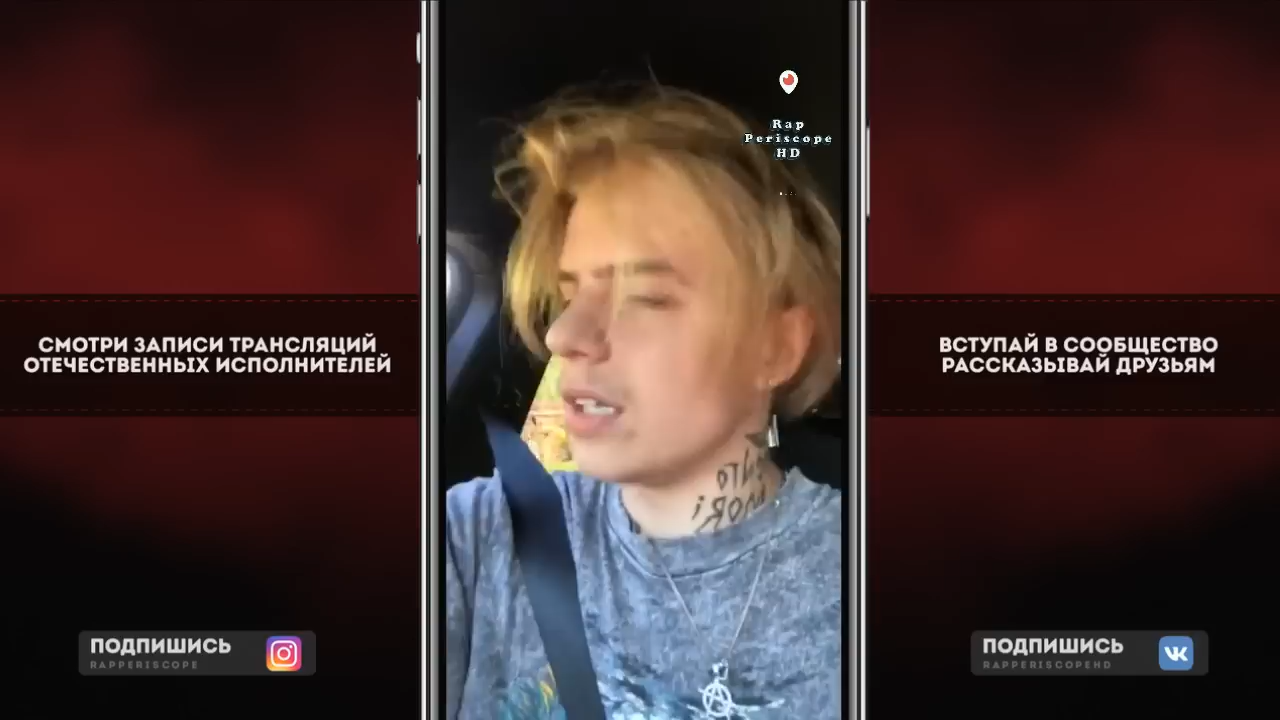 Rap
Periscope
HD
СМОТРИ ЗАПИСИ ТРАНСЛЯЦИЙ
ОТЕЧЕСТВЕННЫХ ИСПОЛНИТЕЛЕЙ
ВСТУПАЙ В СООБЩЕСТВО
РАССКАЗЫВАЙ ДРУЗЬЯМ
ПОДПИШИСЬ
RAPPERISCOPE
ПОДПИШИСЬ
RAPPERISCOPEHD